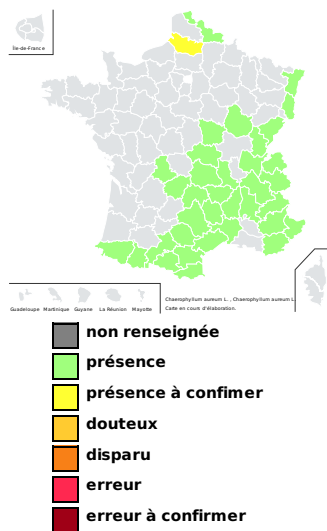 Île-de-France
Guadeloupe Martinique Guyane La Réunion Mayotte
Chaerophyllum aureum L. , Chaerophyllum aureum L.
Carte en cours d'élaboration.
non renseignée
présence
présence à confimer
douteux
disparu
erreur
erreur à confirmer